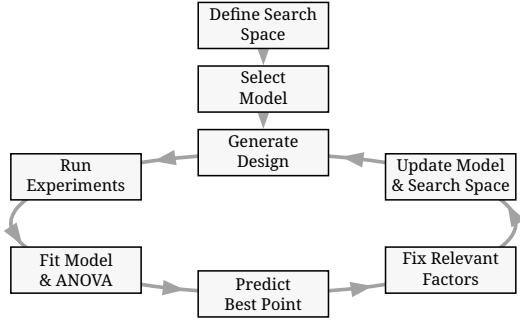 Define Search
Space
Select
Model
Generate
Design
Run
Experiments
Fit Model
& ANOVA
Predict
Best Point
Fix Relevant
Factors
Update Model
& Search Space